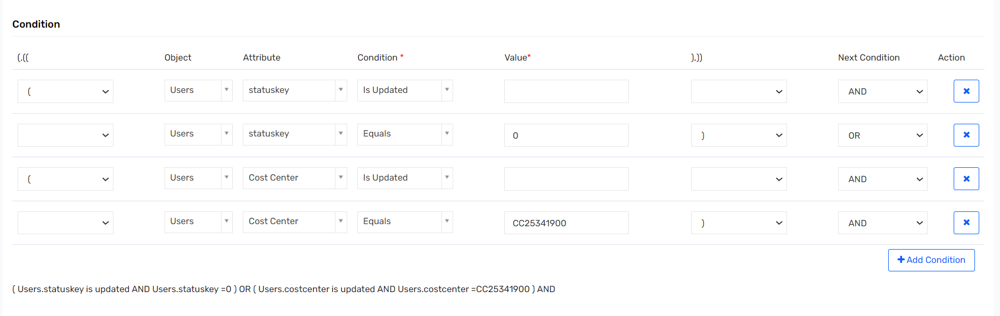 Condition
(,(( Object Attribute Condition * Value* ),)) Next Condition Action
( Users statuskey Is Updated AND
Users statuskey Equals 0 ) OR
( Users Cost Center Is Updated AND
Users Cost Center Equals CC25341900 ) AND
Add Condition
( Users.statuskey is updated AND Users.statuskey =0 ) OR ( Users.costcenter is updated AND Users.costcenter =CC25341900 ) AND